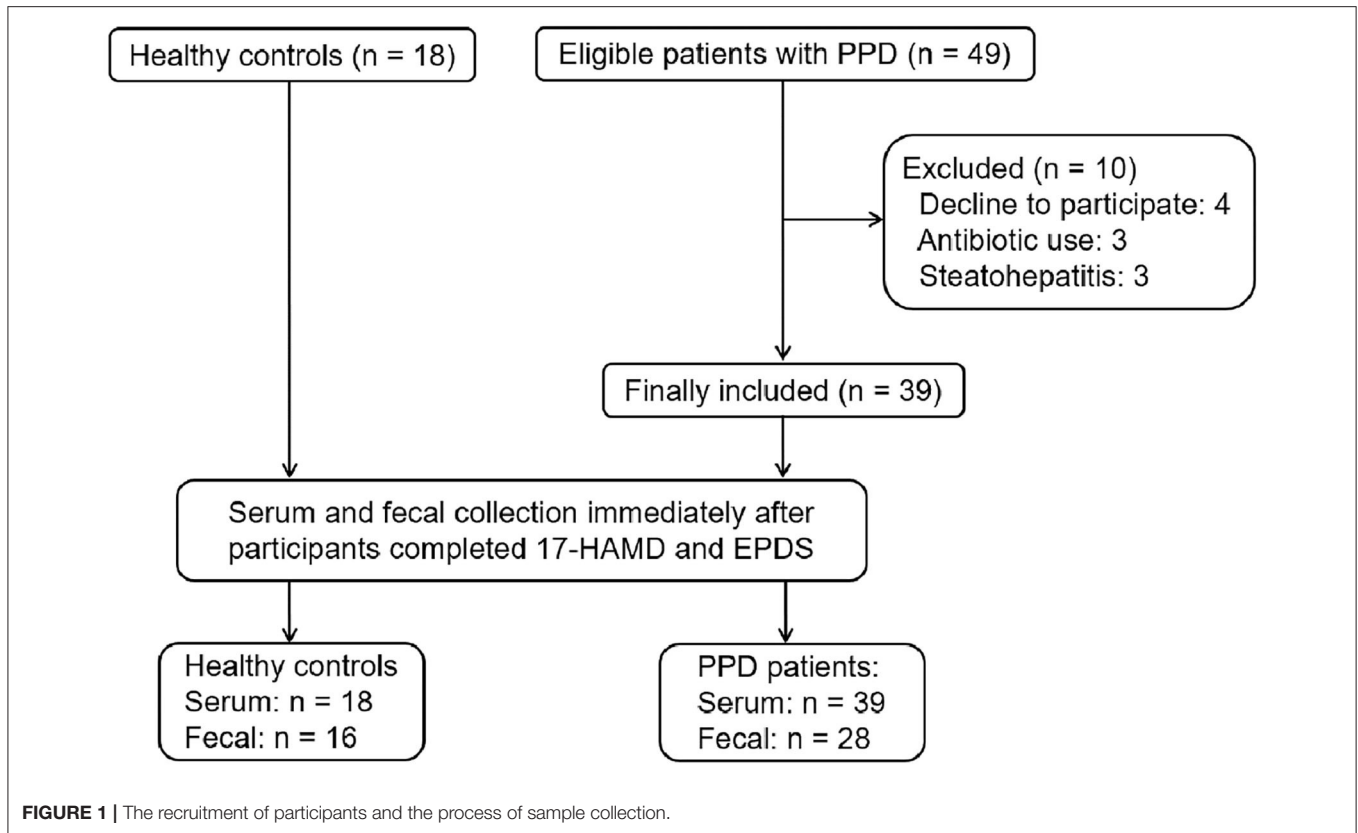 Healthy controls (n = 18)
Eligible patients with PPD (n = 49)
Excluded (n = 10)
Decline to participate: 4
Antibiotic use: 3
Steatohepatitis: 3
Finally included (n = 39)
Serum and fecal collection immediately after
participants completed 17-HAMD and EPDS
Healthy controls
Serum: n = 18
Fecal: n = 16
PPD patients:
Serum: n = 39
Fecal: n = 28
FIGURE 1 | The recruitment of participants and the process of sample collection.